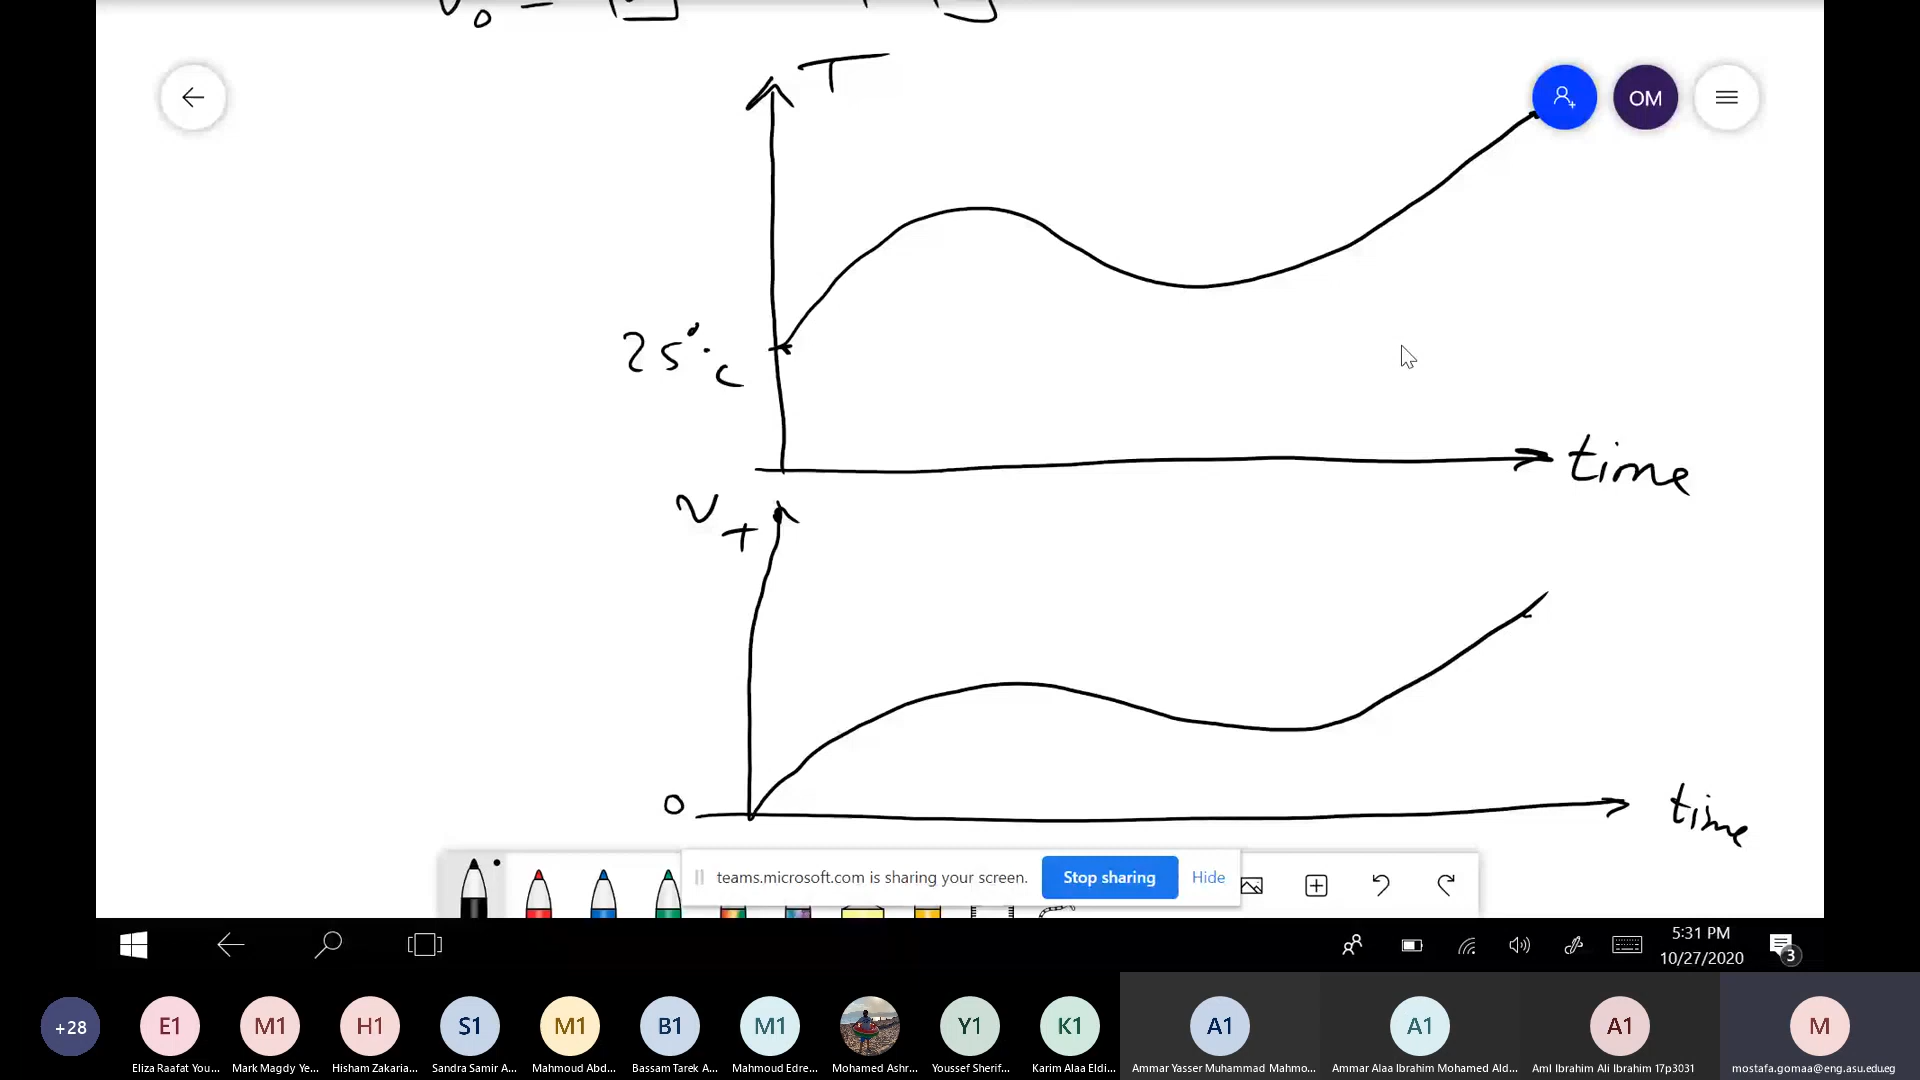 T
OM
25°C
time
V+
0
time
teams.microsoft.com is sharing your screen.
Stop sharing
Hide
5:31 PM
10/27/2020
3
+28
E1
M1
H1
S1
M1
B1
M1
Y1
K1
A1
A1
A1
M
Eliza Raafat You...
Mark Magdy Ye...
Hisham Zakaria...
Sandra Samir A...
Mahmoud Abd...
Bassam Tarek A...
Mahmoud Edre...
Mohamed Ashr...
Youssef Sherif...
Karim Alaa Eldi...
Ammar Yasser Muhammad Mahmo...
Ammar Alaa Ibrahim Mohamed Ald...
Aml Ibrahim Ali Ibrahim 17p3031
mostafa.gomaa@eng.asu.edu.eg